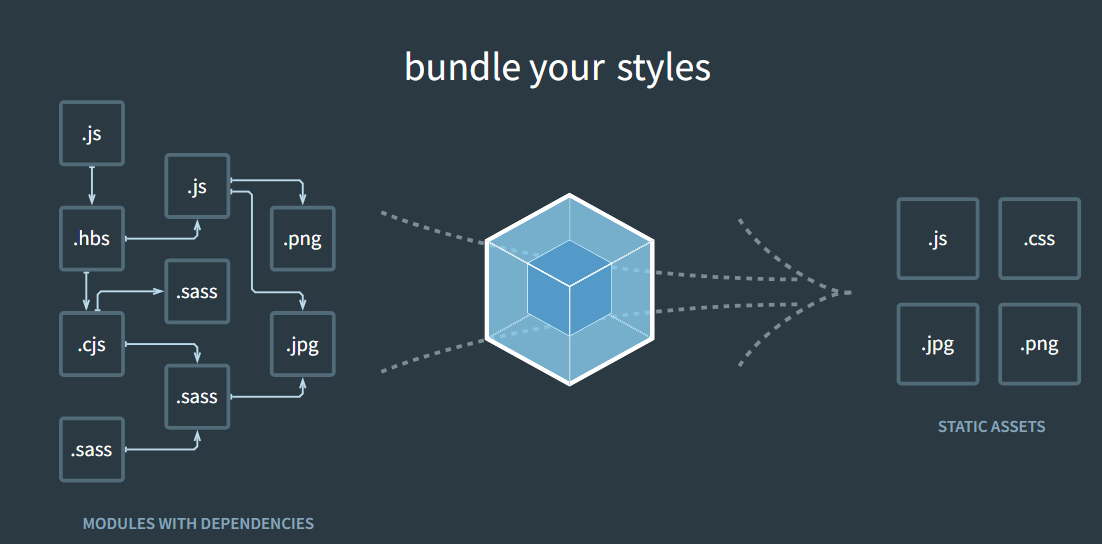 bundle your styles
.js
.js
.hbs
.png
.sass
.cjs
.jpg
.sass
.sass
MODULES WITH DEPENDENCIES
.js
.css
.jpg
.png
STATIC ASSETS